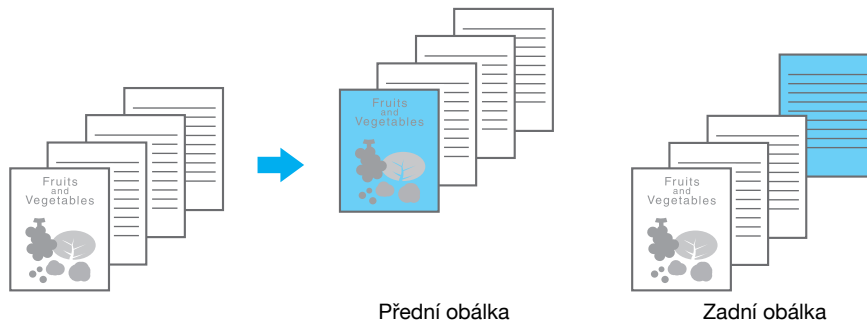 Fruits
and
Vegetables
Fruits
and
Vegetables
Fruits
and
Vegetables
Přední obálka
Zadní obálka